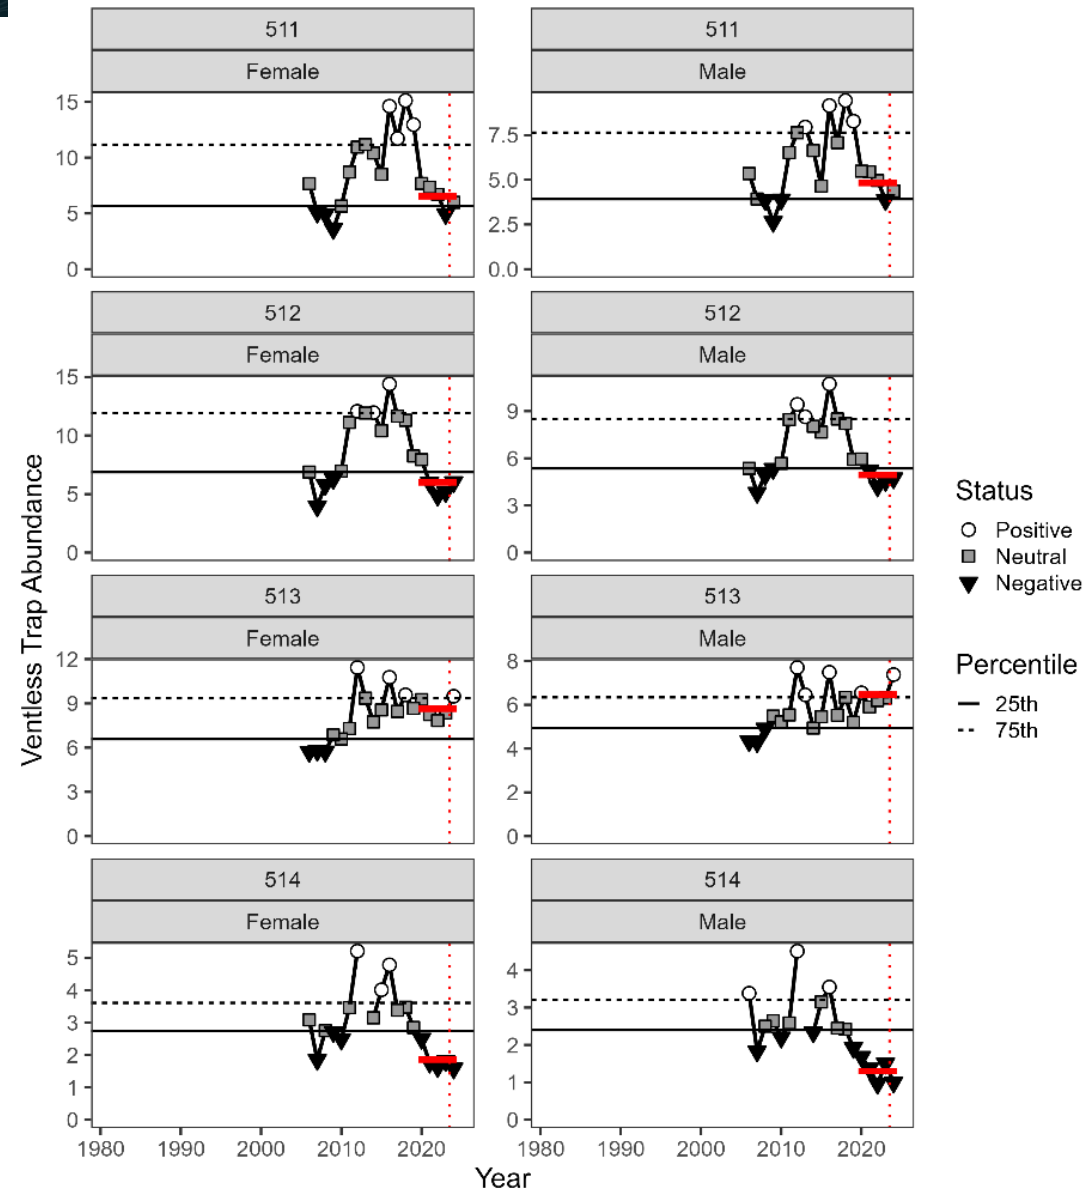 511 511
Female Male
15
10
5
0
7.5
5.0
2.5
0.0
512 512
Female Male
15
10
5
0
9
6
3
0
513 513
Female Male
12
9
6
3
0
8
6
4
2
0
514 514
Female Male
5
4
3
2
1
0
4
3
2
1
0
1980 1990 2000 2010 2020 1980 1990 2000 2010 2020
Year
Ventless Trap Abundance
Status
Positive
Neutral
Negative
Percentile
25th
75th